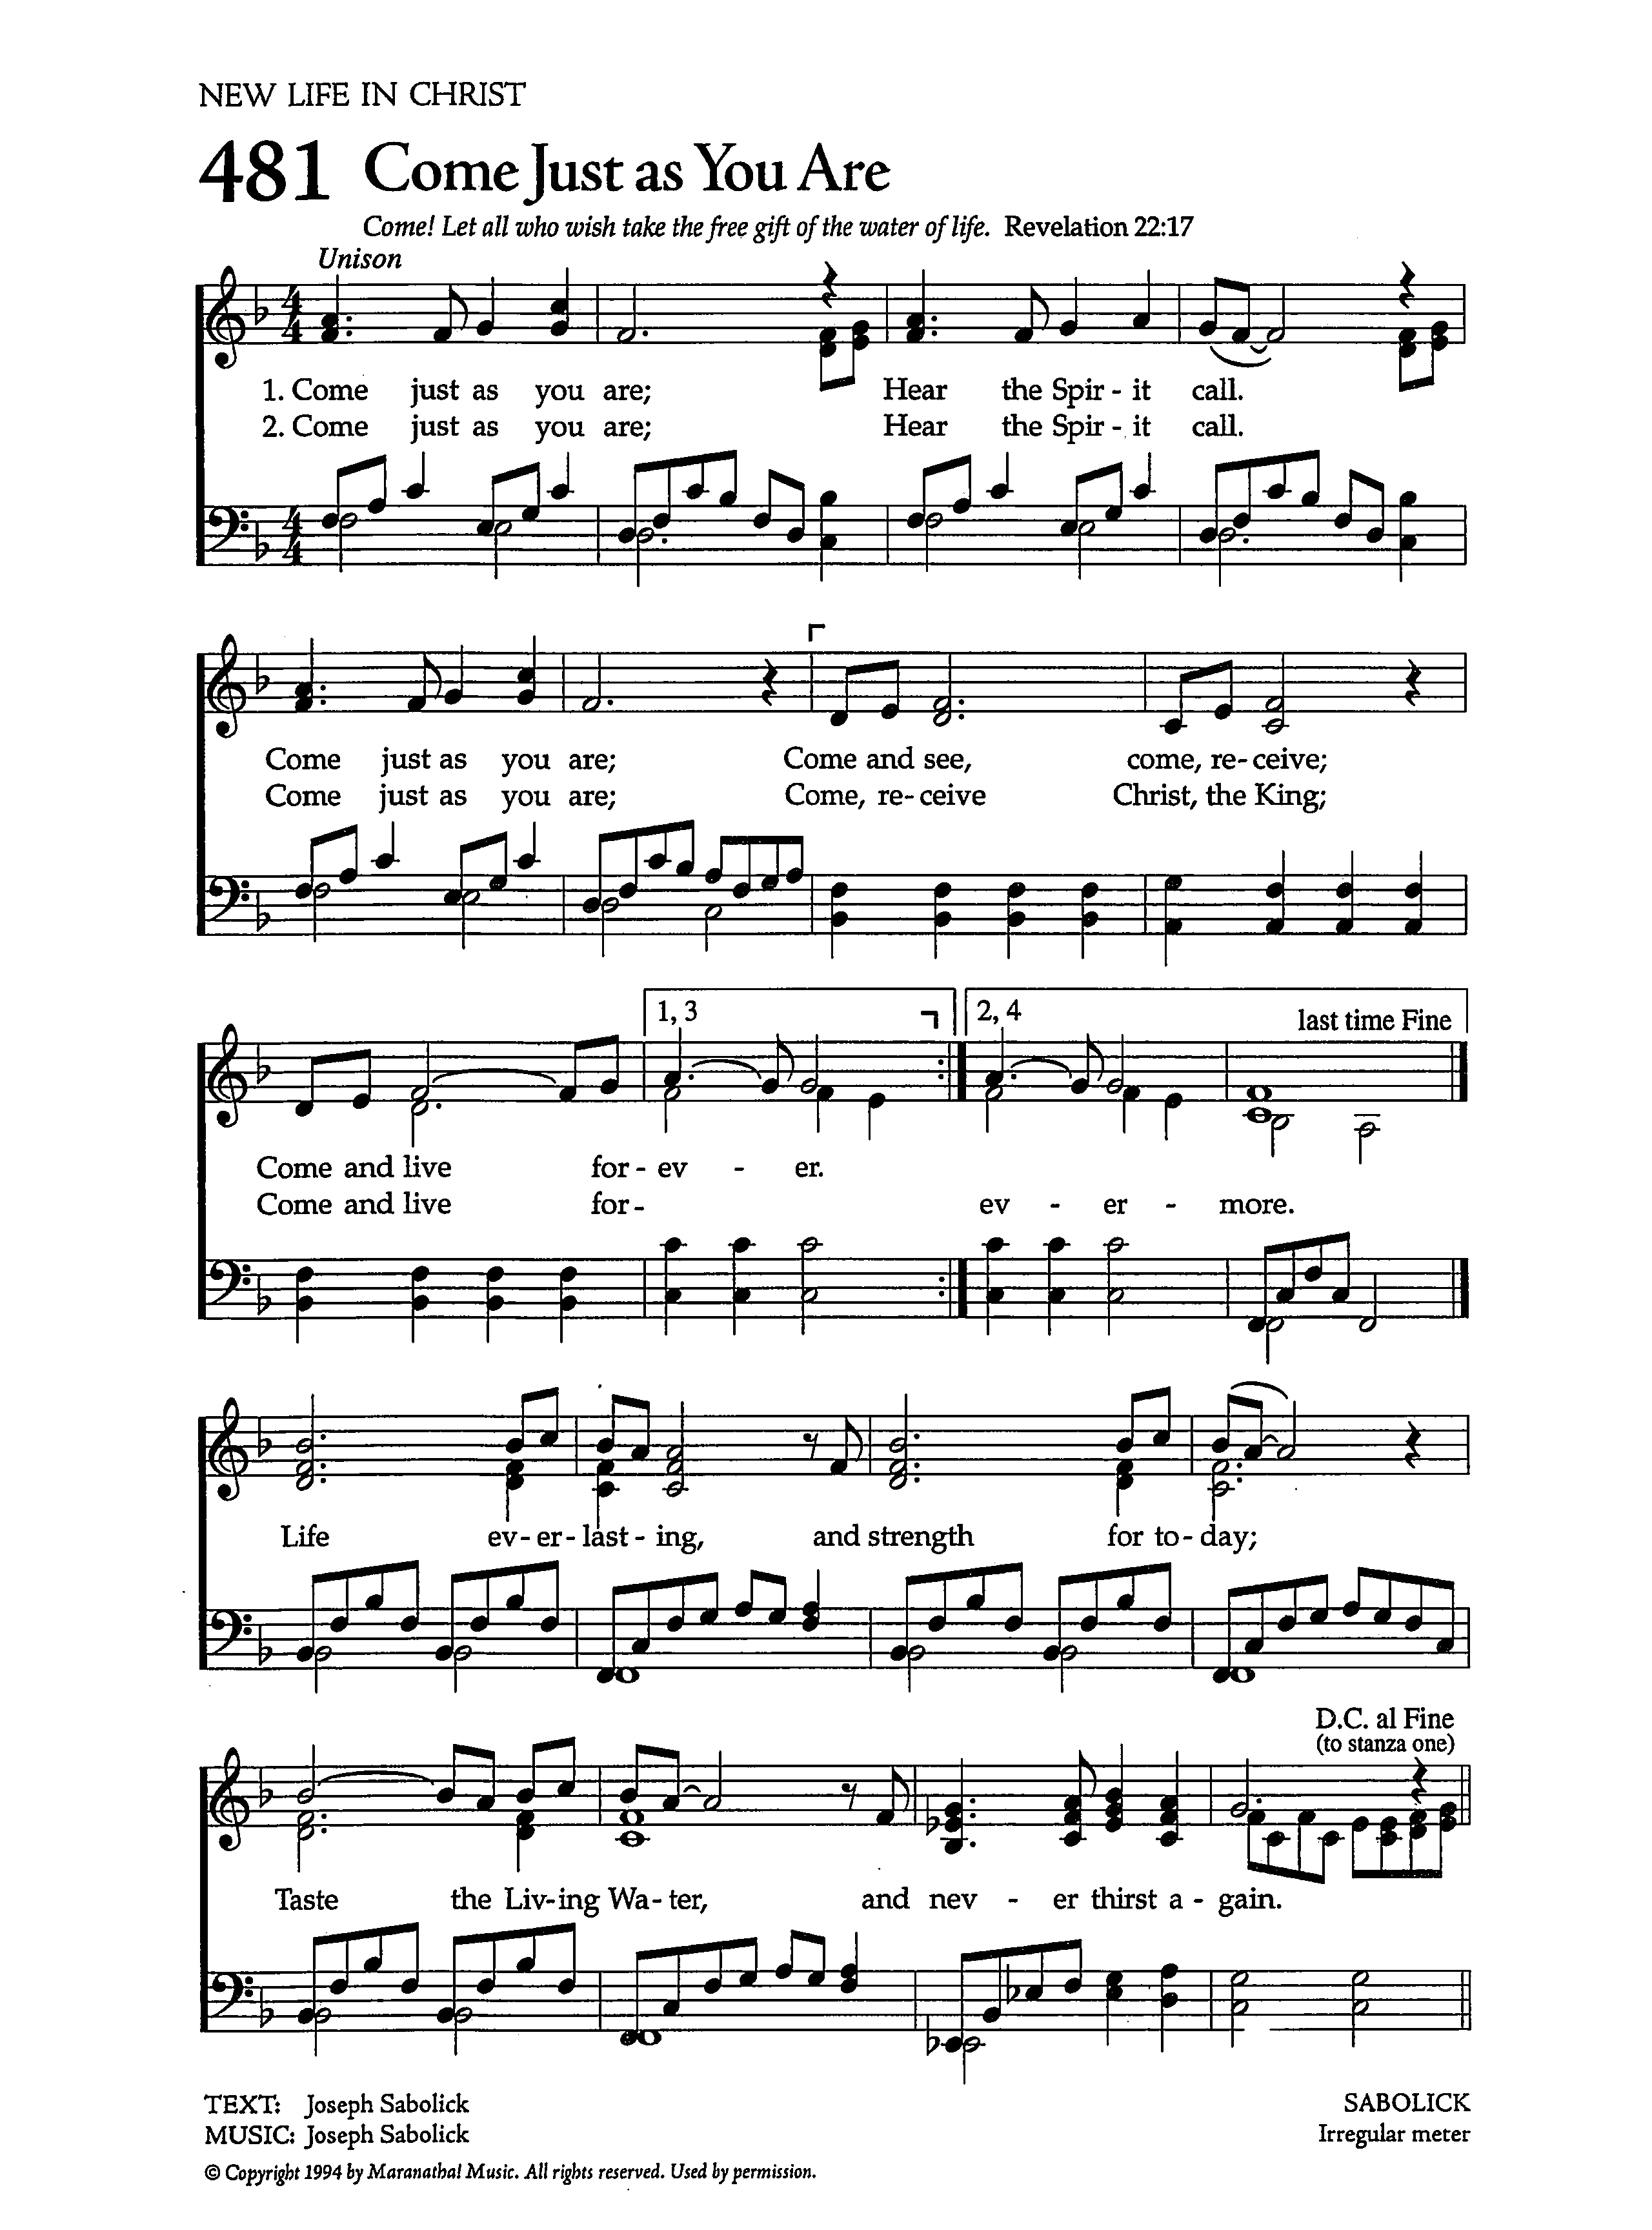 NEW LIFE IN CHRIST
481 Come Just as You Are
Come! Let all who wish take the free gift of the water of life. Revelation 22:17
Unison
1. Come just as you are; Hear the Spir - it call.
2. Come just as you are; Hear the Spir - it call.
Come just as you are; Come and see, come, re - ceive;
Come just as you are; Come, re - ceive Christ, the King;
1, 3 2, 4 last time Fine
Come and live for - ev - er.
Come and live for - ev - er - more.
Life ev - er - last - ing, and strength for to - day;
D.C. al Fine
(to stanza one)
Taste the Liv - ing Wa - ter, and nev - er thirst a - gain.
TEXT: Joseph Sabolick
MUSIC: Joseph Sabolick
SABOLICK
Irregular meter
© Copyright 1994 by Maranatha! Music. All rights reserved. Used by permission.